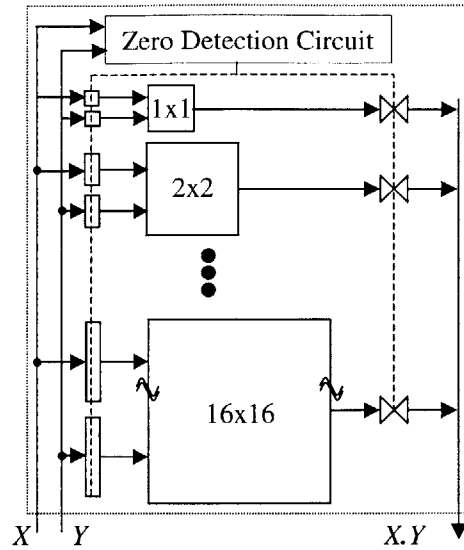 Zero Detection Circuit
1x1
2x2
16x16
X Y X.Y